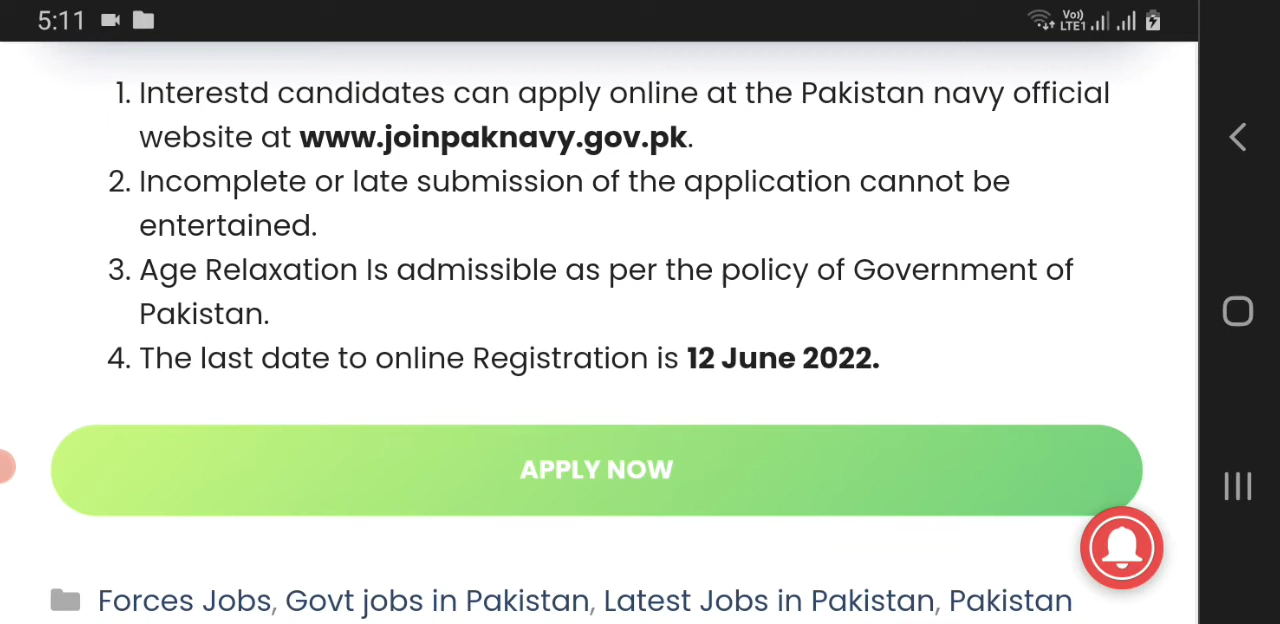 5:11
Vo))
LTE1
1. Interestd candidates can apply online at the Pakistan navy official
website at www.joinpaknavy.gov.pk.
2. Incomplete or late submission of the application cannot be
entertained.
3. Age Relaxation Is admissible as per the policy of Government of
Pakistan.
4. The last date to online Registration is 12 June 2022.
APPLY NOW
Forces Jobs, Govt jobs in Pakistan, Latest Jobs in Pakistan, Pakistan